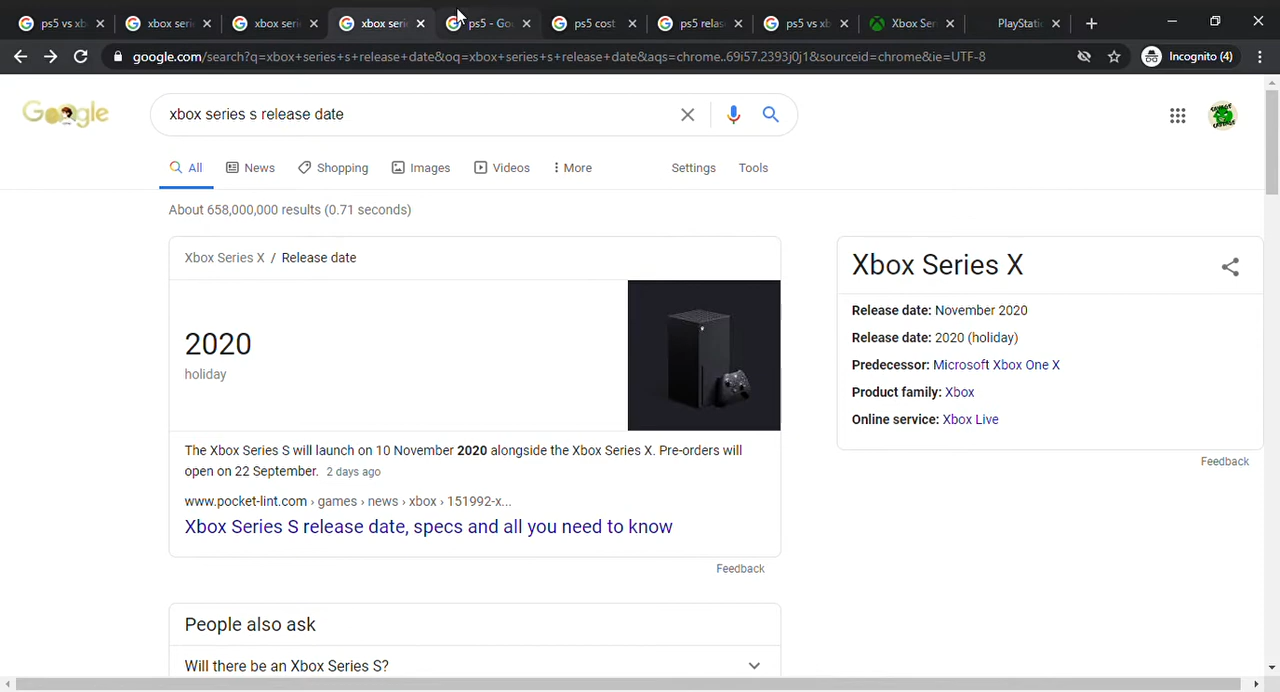 ps5 vs xb
xbox seri
xbox seri
xbox seri
ps5 - Go
ps5 cost
ps5 relea
ps5 vs xb
Xbox Ser
PlayStatic
google.com/search?q=xbox+series+s+release+date&oq=xbox+series+s+release+date&aqs=chrome..69i57.2393j0j1&sourceid=chrome&ie=UTF-8
Incognito (4)
Google
xbox series s release date
All
News
Shopping
Images
Videos
More
Settings
Tools
About 658,000,000 results (0.71 seconds)
Xbox Series X / Release date
2020
holiday
The Xbox Series S will launch on 10 November 2020 alongside the Xbox Series X. Pre-orders will
open on 22 September. 2 days ago
www.pocket-lint.com › games › news › xbox › 151992-x...
Xbox Series S release date, specs and all you need to know
Feedback
People also ask
Will there be an Xbox Series S?
Xbox Series X
Release date: November 2020
Release date: 2020 (holiday)
Predecessor: Microsoft Xbox One X
Product family: Xbox
Online service: Xbox Live
Feedback